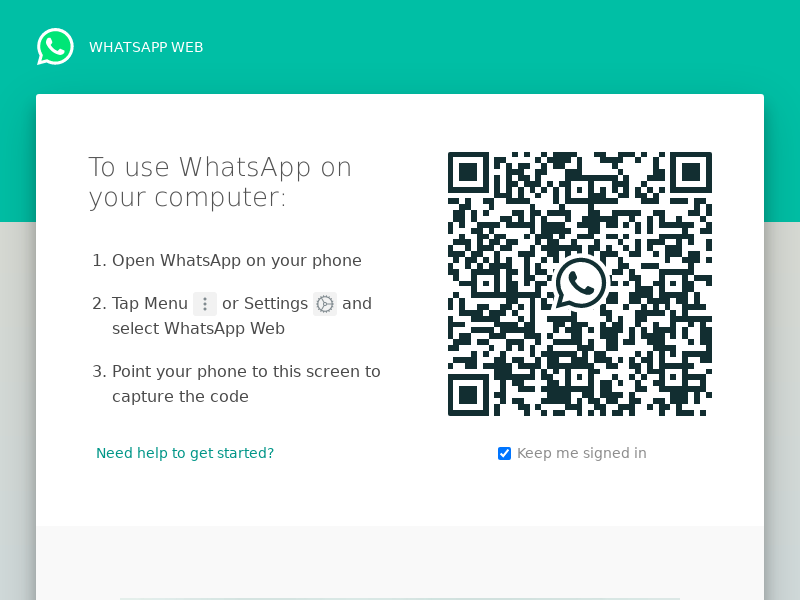 WHATSAPP WEB
To use WhatsApp on
your computer:
1. Open WhatsApp on your phone
2. Tap Menu or Settings and
select WhatsApp Web
3. Point your phone to this screen to
capture the code
Need help to get started?
Keep me signed in